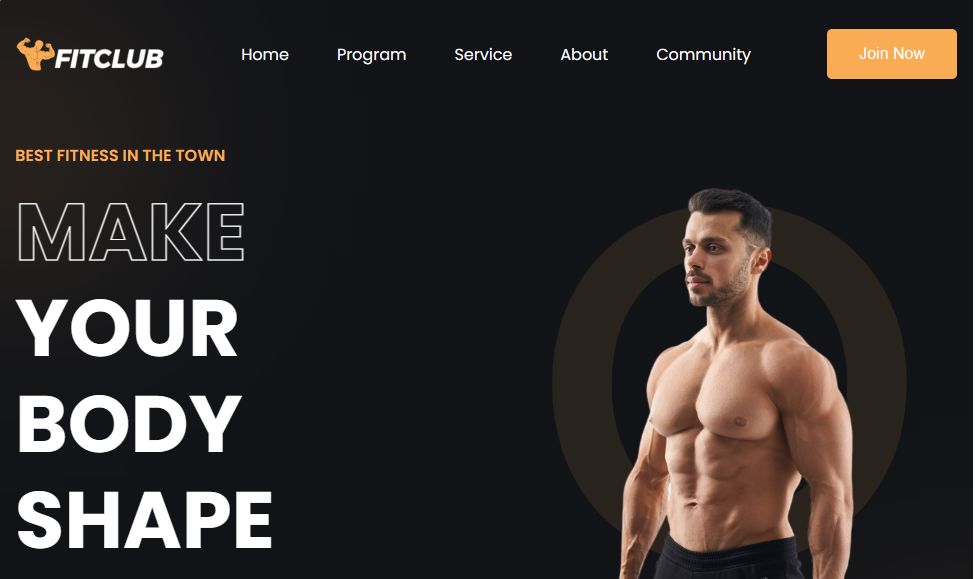 FITCLUB
Home Program Service About Community Join Now
BEST FITNESS IN THE TOWN
MAKE
YOUR
BODY
SHAPE